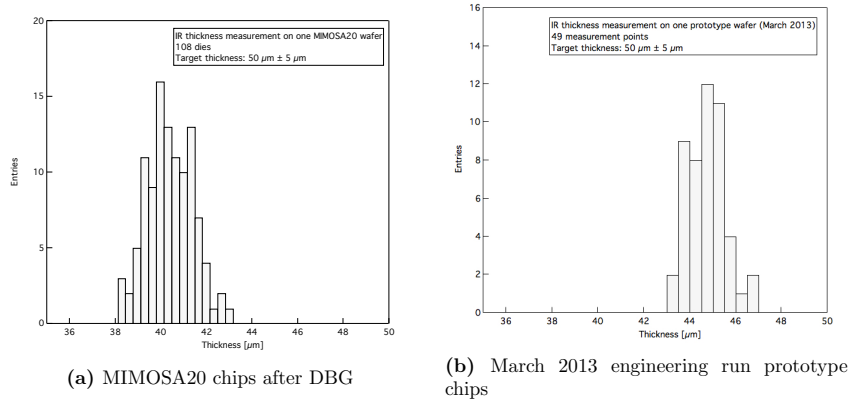 20
15
10
5
0
Entries
IR thickness measurement on one MIMOSA20 wafer
108 dies
Target thickness: 50 µm ± 5 µm
36 38 40 42 44 46 48 50
Thickness [µm]
(a) MIMOSA20 chips after DBG
16
14
12
10
8
6
4
2
0
Entries
IR thickness measurement on one prototype wafer (March 2013)
49 measurement points
Target thickness: 50 µm ± 5 µm
36 38 40 42 44 46 48 50
Thickness [µm]
(b) March 2013 engineering run prototype
chips